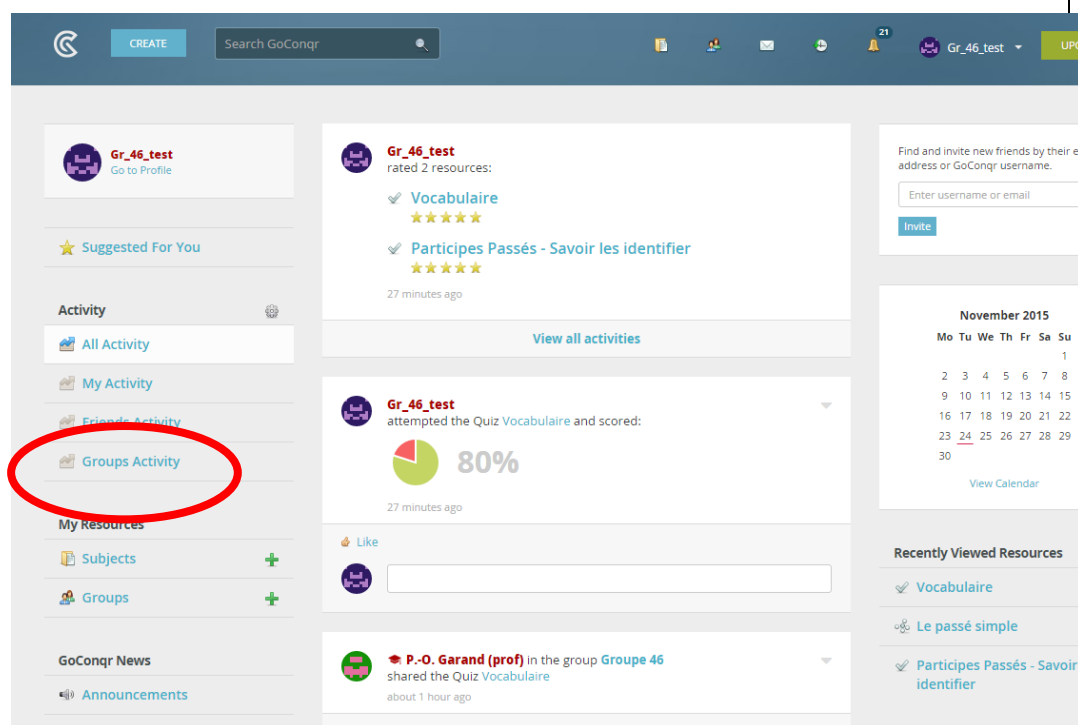 CREATE
Search GoConqr
21
Gr_46_test
Gr_46_test
Go to Profile
Suggested For You
Activity
All Activity
My Activity
Friends Activity
Groups Activity
My Resources
Subjects
Groups
GoConqr News
Announcements
Gr_46_test
rated 2 resources:
Vocabulaire
Participes Passés - Savoir les identifier
27 minutes ago
View all activities
Gr_46_test
attempted the Quiz Vocabulaire and scored:
80%
27 minutes ago
Like
P.-O. Garand (prof) in the group Groupe 46
shared the Quiz Vocabulaire
about 1 hour ago
Find and invite new friends by their e
address or GoConqr username.
Enter username or email
Invite
November 2015
Mo Tu We Th Fr Sa Su
1
2 3 4 5 6 7 8
9 10 11 12 13 14 15
16 17 18 19 20 21 22
23 24 25 26 27 28 29
30
View Calendar
Recently Viewed Resources
Vocabulaire
Le passé simple
Participes Passés - Savoir
identifier